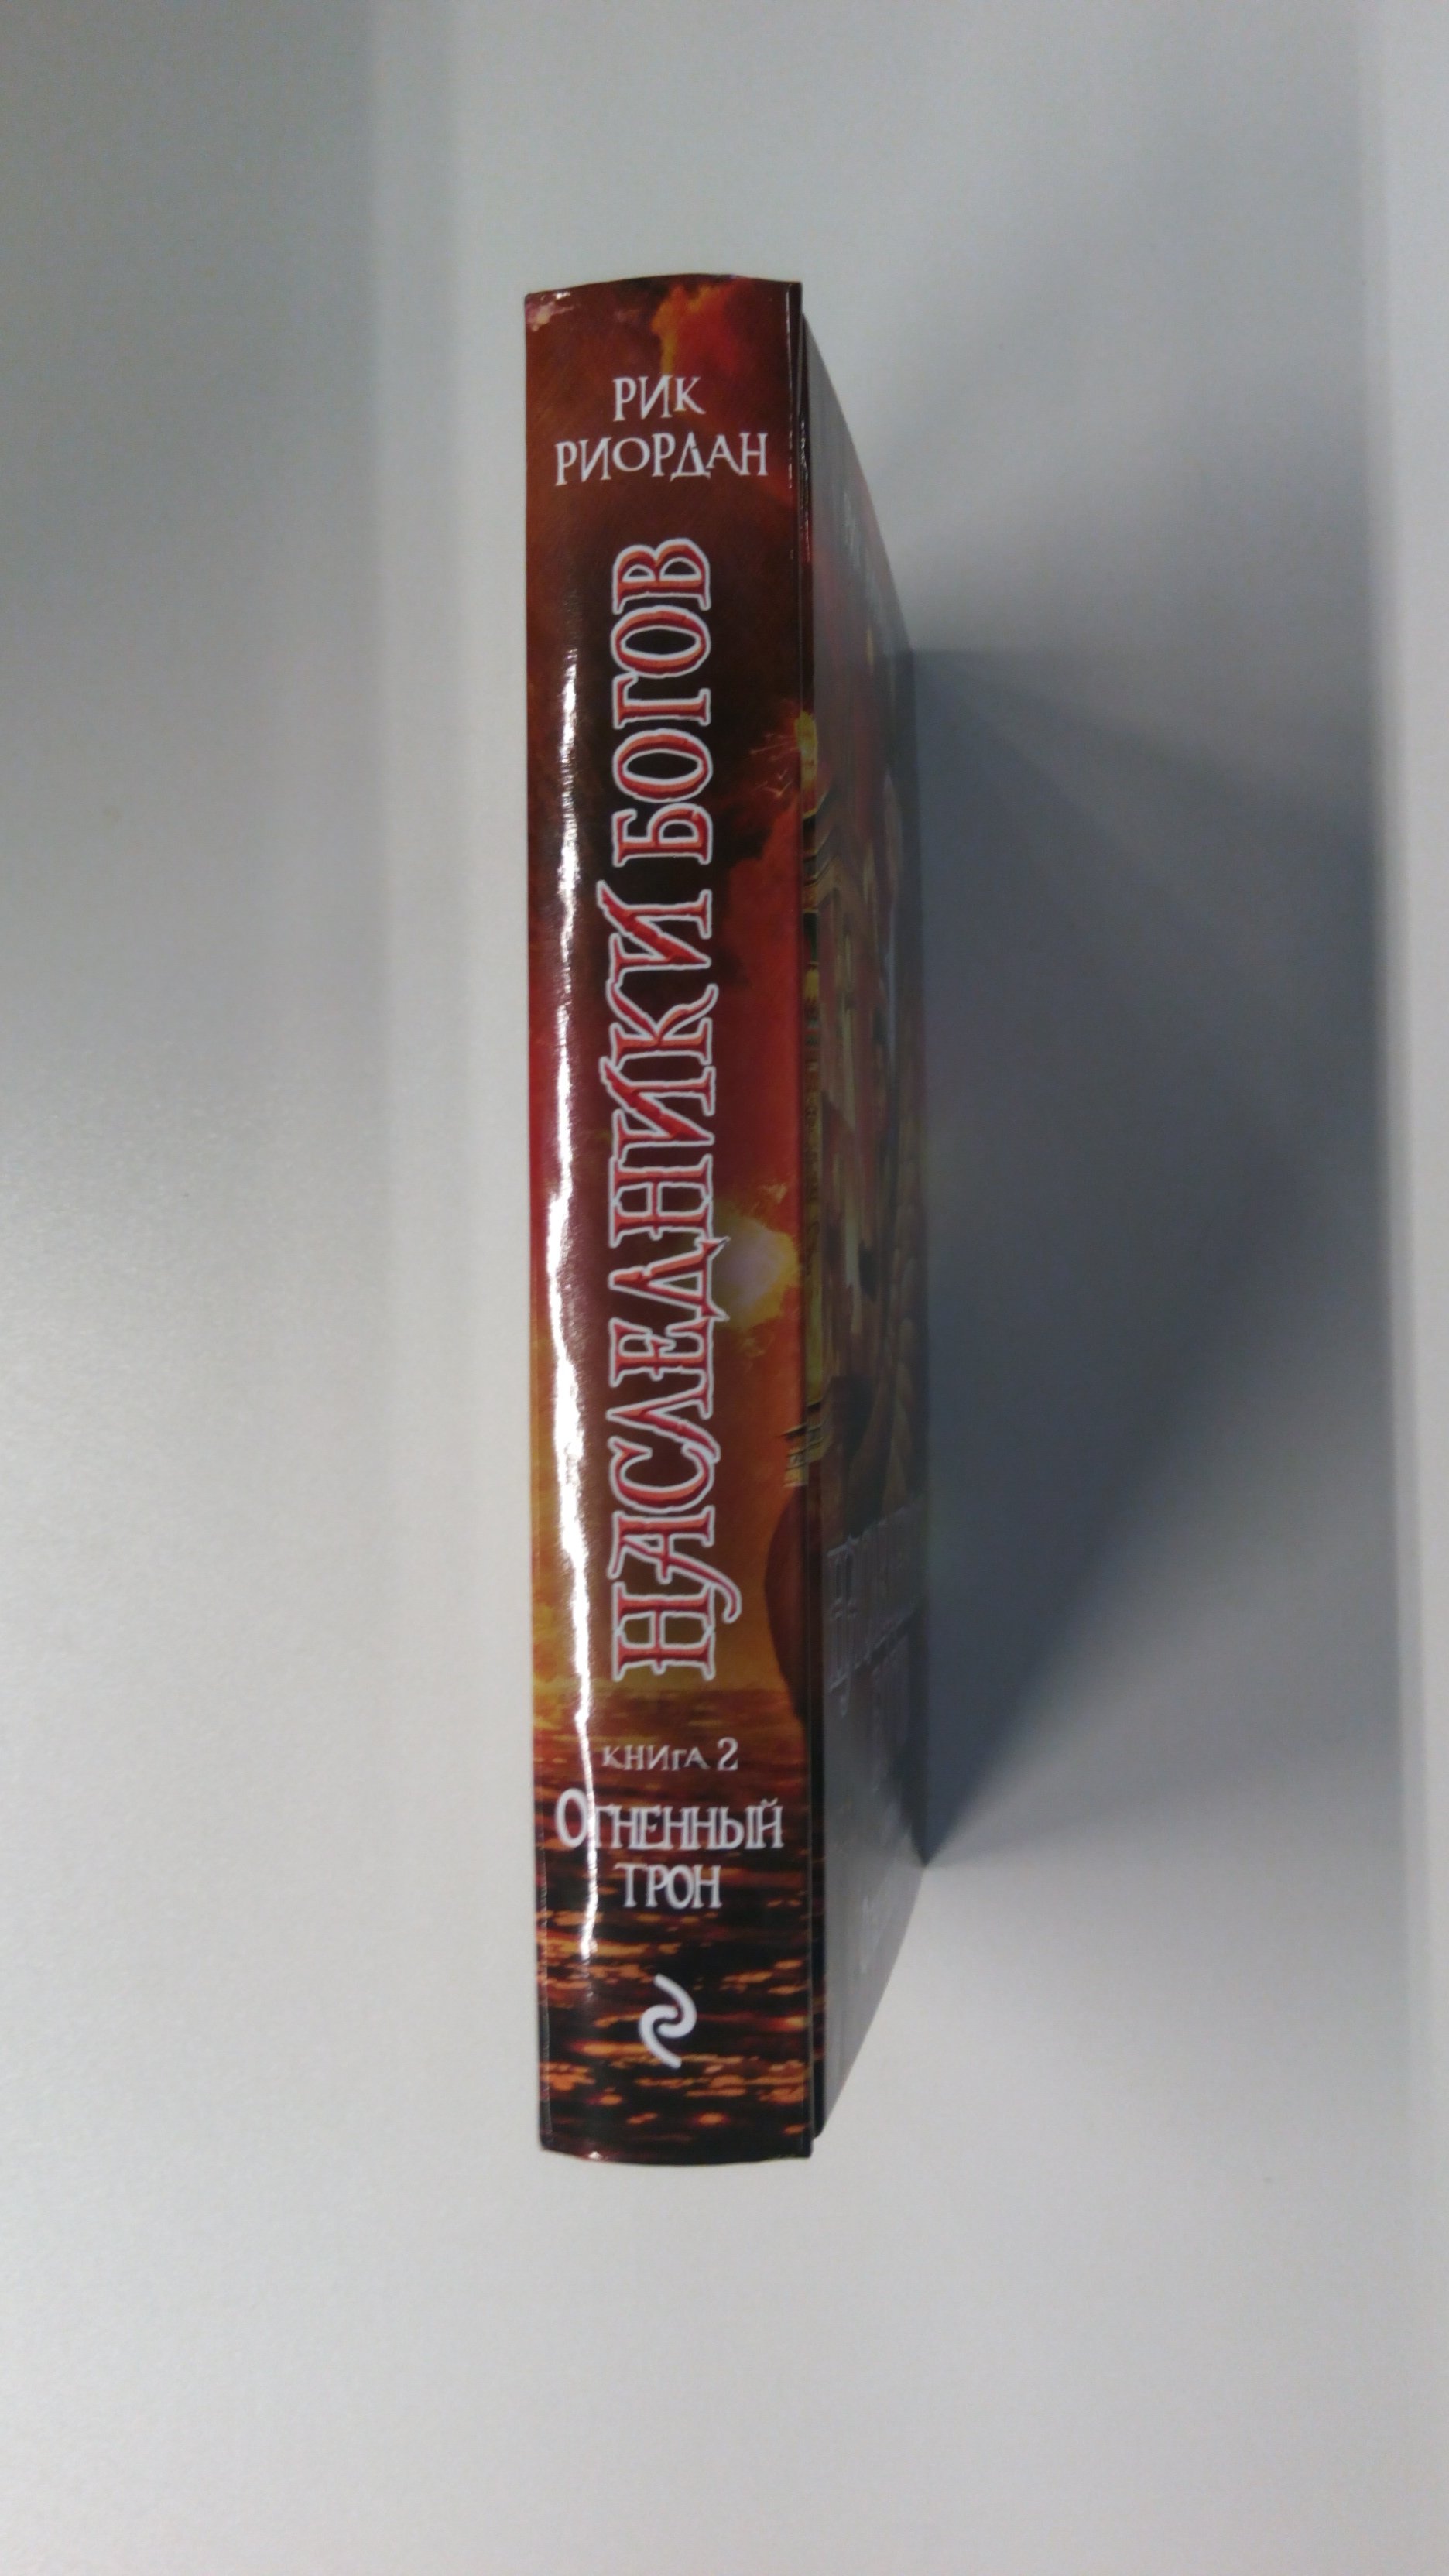 РИК
РИОРДАН
НАСЛЕДНИКИ БОГОВ
КНИГА 2
ОГНЕННЫЙ
ТРОН